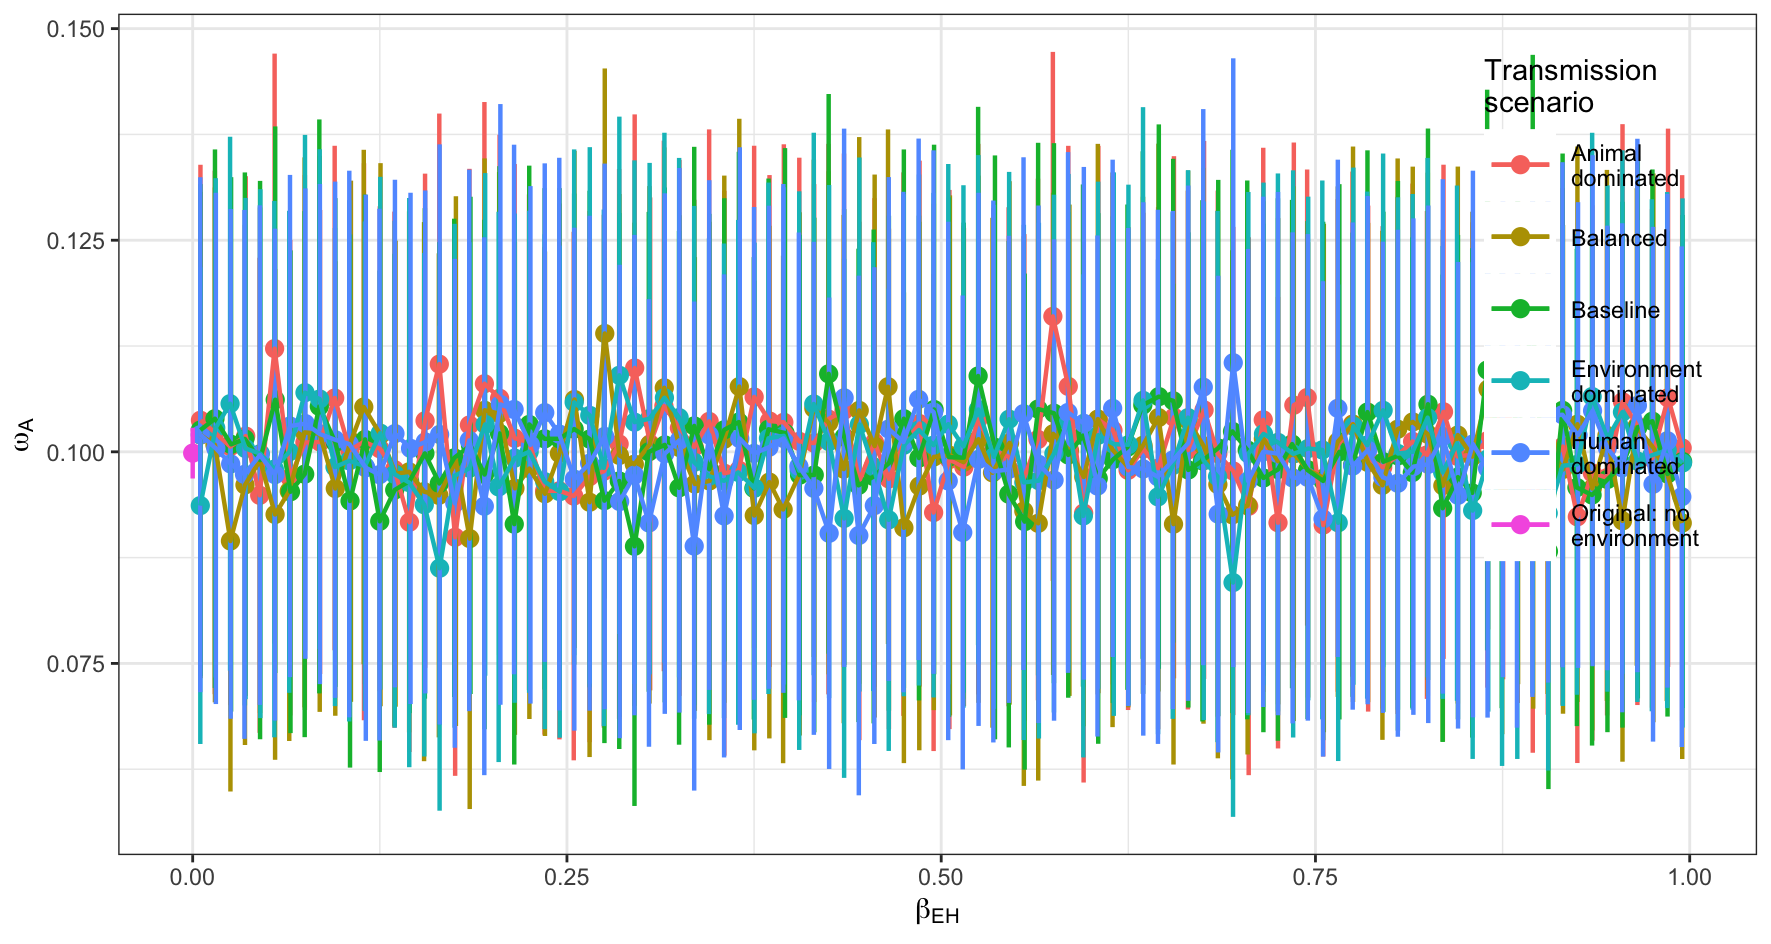 0.150
0.125
0.100
0.075
ωA
0.00
0.25
0.50
0.75
1.00
βEH
Transmission
scenario
Animal
dominated
Balanced
Baseline
Environment
dominated
Human
dominated
Original: no
environment